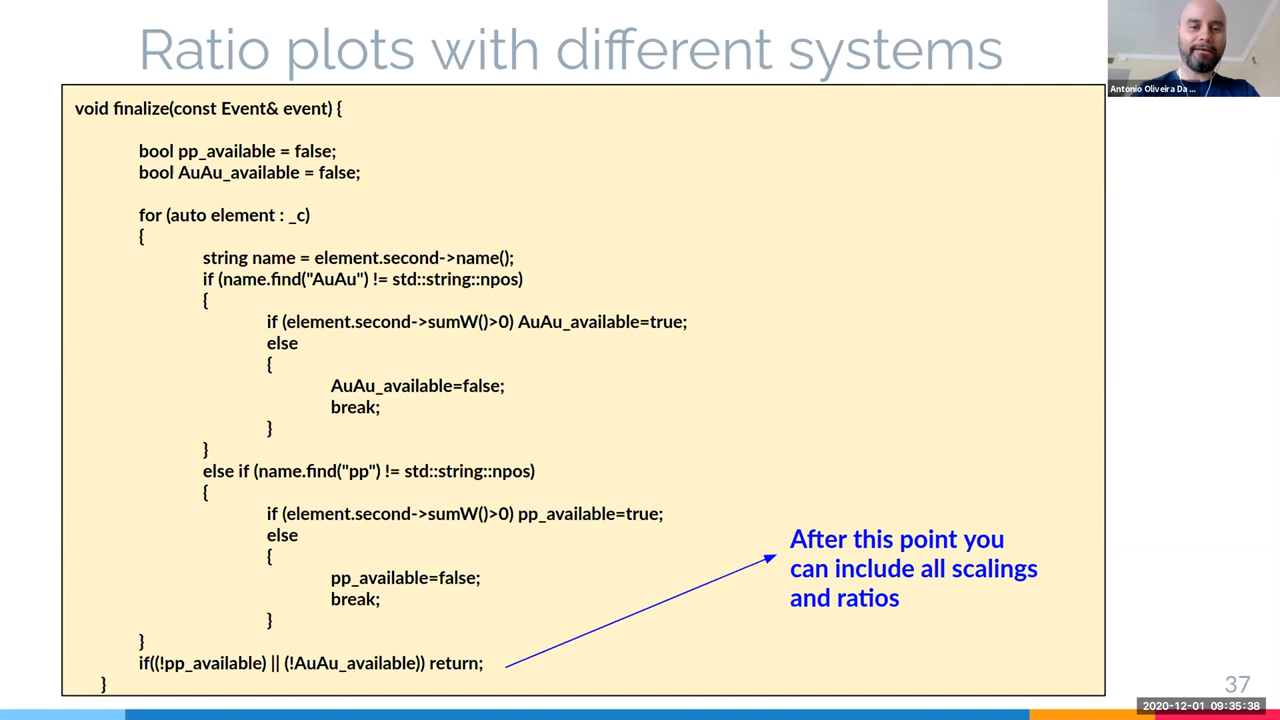 Ratio plots with different systems
Antonio Oliveira Da ...
void finalize(const Event& event) {
bool pp_available = false;
bool AuAu_available = false;
for (auto element : _c)
{
string name = element.second->name();
if (name.find("AuAu") != std::string::npos)
{
if (element.second->sumW()>0) AuAu_available=true;
else
{
AuAu_available=false;
break;
}
}
else if (name.find("pp") != std::string::npos)
{
if (element.second->sumW()>0) pp_available=true;
else
{
pp_available=false;
break;
}
}
if((!pp_available) || (!AuAu_available)) return;
}
After this point you
can include all scalings
and ratios
37
2020-12-01 09:35:38